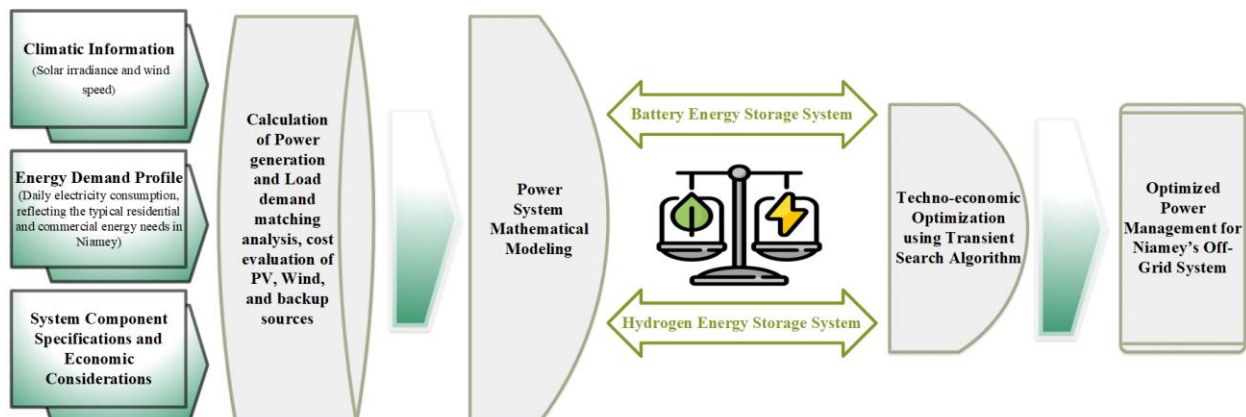 Climatic Information
(Solar irradiance and wind
speed)
Energy Demand Profile
(Daily electricity consumption,
reflecting the typical residential
and commercial energy needs in
Niamey)
System Component
Specifications and
Economic
Considerations
Calculation
of Power
generation
and Load
demand
matching
analysis, cost
evaluation of
PV, Wind,
and backup
sources
Power
System
Mathematical
Modeling
Battery Energy Storage System
Hydrogen Energy Storage System
Techno-economic
Optimization
using Transient
Search Algorithm
Optimized
Power
Management for
Niamey’s Off-
Grid System